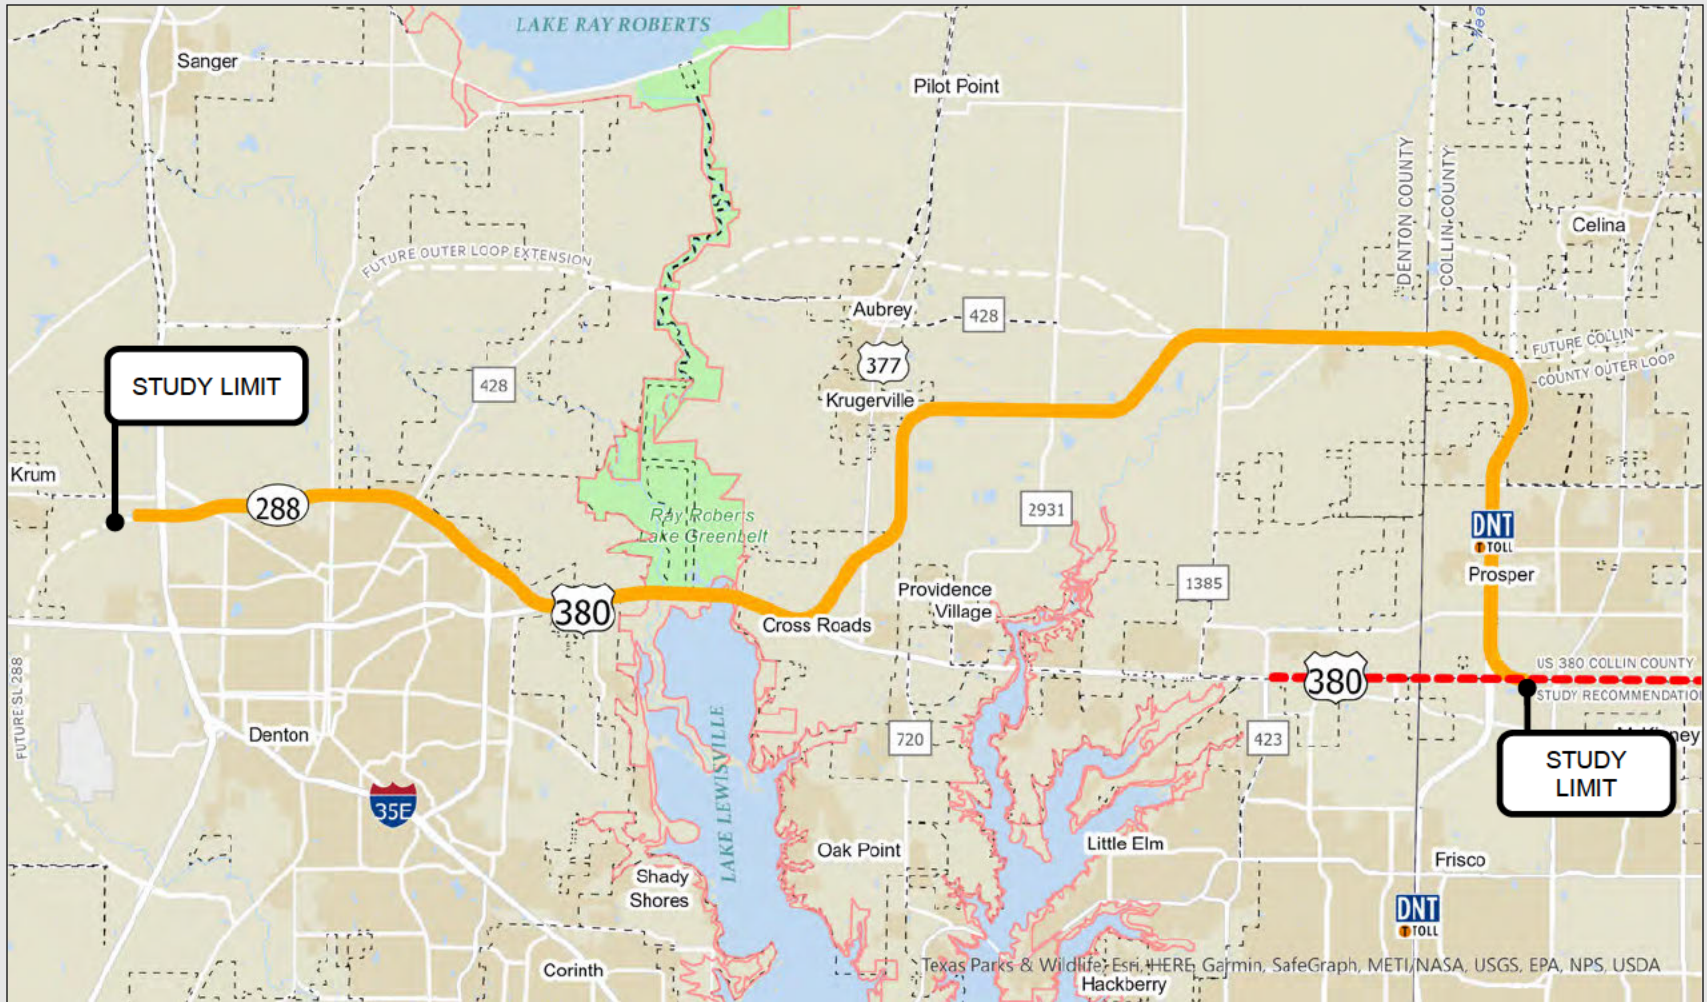 LAKE RAY ROBERTS
Sanger
Pilot Point
DENTON COUNTY
COLLIN COUNTY
Celina
FUTURE OUTER LOOP EXTENSION
Aubrey
428
377
FUTURE COLLIN
COUNTY OUTER LOOP
STUDY LIMIT
428
Krugerville
Krum
288
Ray Roberts
Lake Greenbelt
2931
DNT
TOLL
Prosper
1385
Providence
Village
380
Cross Roads
US 380 COLLIN COUNTY
380
STUDY RECOMMENDATIO
FUTURE SL 288
Denton
720
423
STUDY
LIMIT
LAKE LEWISVILLE
35E
Oak Point
Little Elm
Frisco
Shady
Shores
DNT
TOLL
Corinth
Texas Parks & Wildlife, Esri, HERE, Garmin, SafeGraph, METI/NASA, USGS, EPA, NPS, USDA
Hackberry